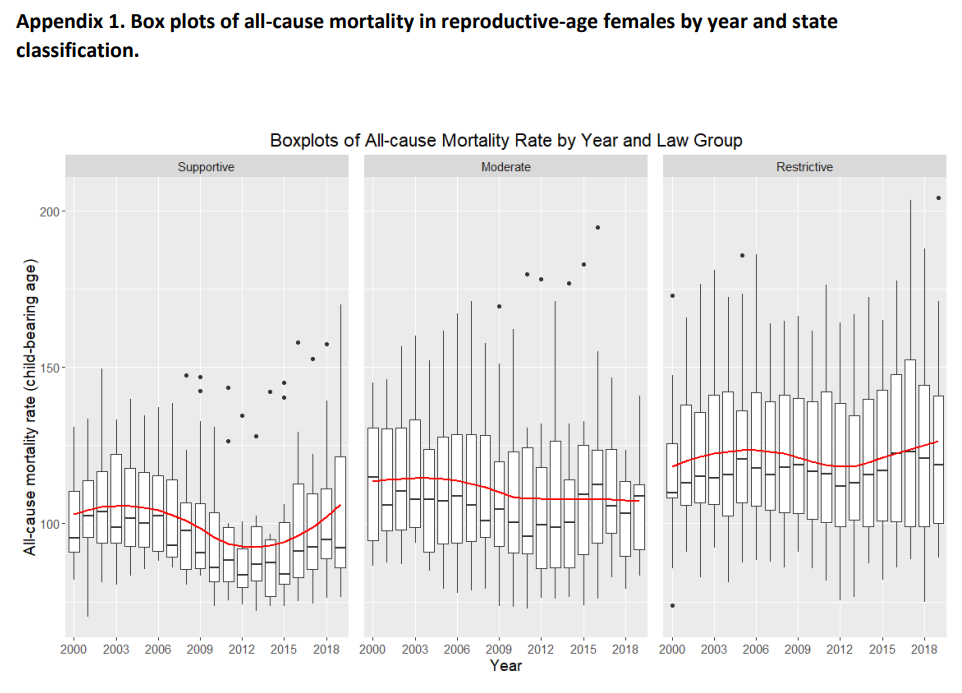 Appendix 1. Box plots of all-cause mortality in reproductive-age females by year and state
classification.
Boxplots of All-cause Mortality Rate by Year and Law Group
Supportive Moderate Restrictive
All-cause mortality rate (child-bearing age)
200
150
100
2000 2003 2006 2009 2012 2015 2018 2000 2003 2006 2009 2012 2015 2018 2000 2003 2006 2009 2012 2015 2018
Year